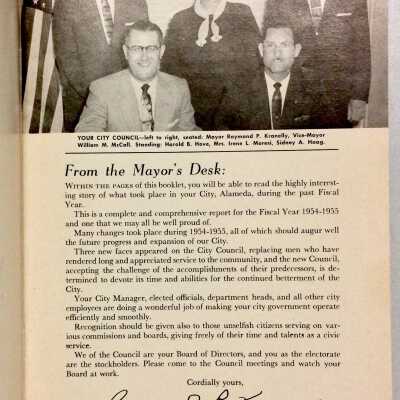 YOUR CITY COUNCIL—left to right, seated: Mayor Raymond P. Kranelly, Vice-Mayor
William M. McCall. Standing: Harold B. Hove, Mrs. Irene L. Maresi, Sidney A. Haag.
From the Mayor's Desk:
WITHIN THE PAGES of this booklet, you will be able to read the highly interest-
ing story of what took place in your City, Alameda, during the past Fiscal
Year.
This is a complete and comprehensive report for the Fiscal Year 1954-1955
and one that we may all be well proud of.
Many changes took place during 1954-1955, all of which should augur well
the future progress and expansion of our City.
Three new faces appeared on the City Council, replacing men who have
rendered long and appreciated service to the community, and the new Council,
accepting the challenge of the accomplishments of their predecessors, is de-
termined to devote its time and abilities for the continued betterment of the
City.
Your City Manager, elected officials, department heads, and all other city
employees are doing a wonderful job of making your city government operate
efficiently and smoothly.
Recognition should be given also to those unselfish citizens serving on var-
ious commissions and boards, giving freely of their time and talents as a civic
service.
We of the Council are your Board of Directors, and you as the electorate
are the stockholders. Please come to the Council meetings and watch your
Board at work.
Cordially yours,